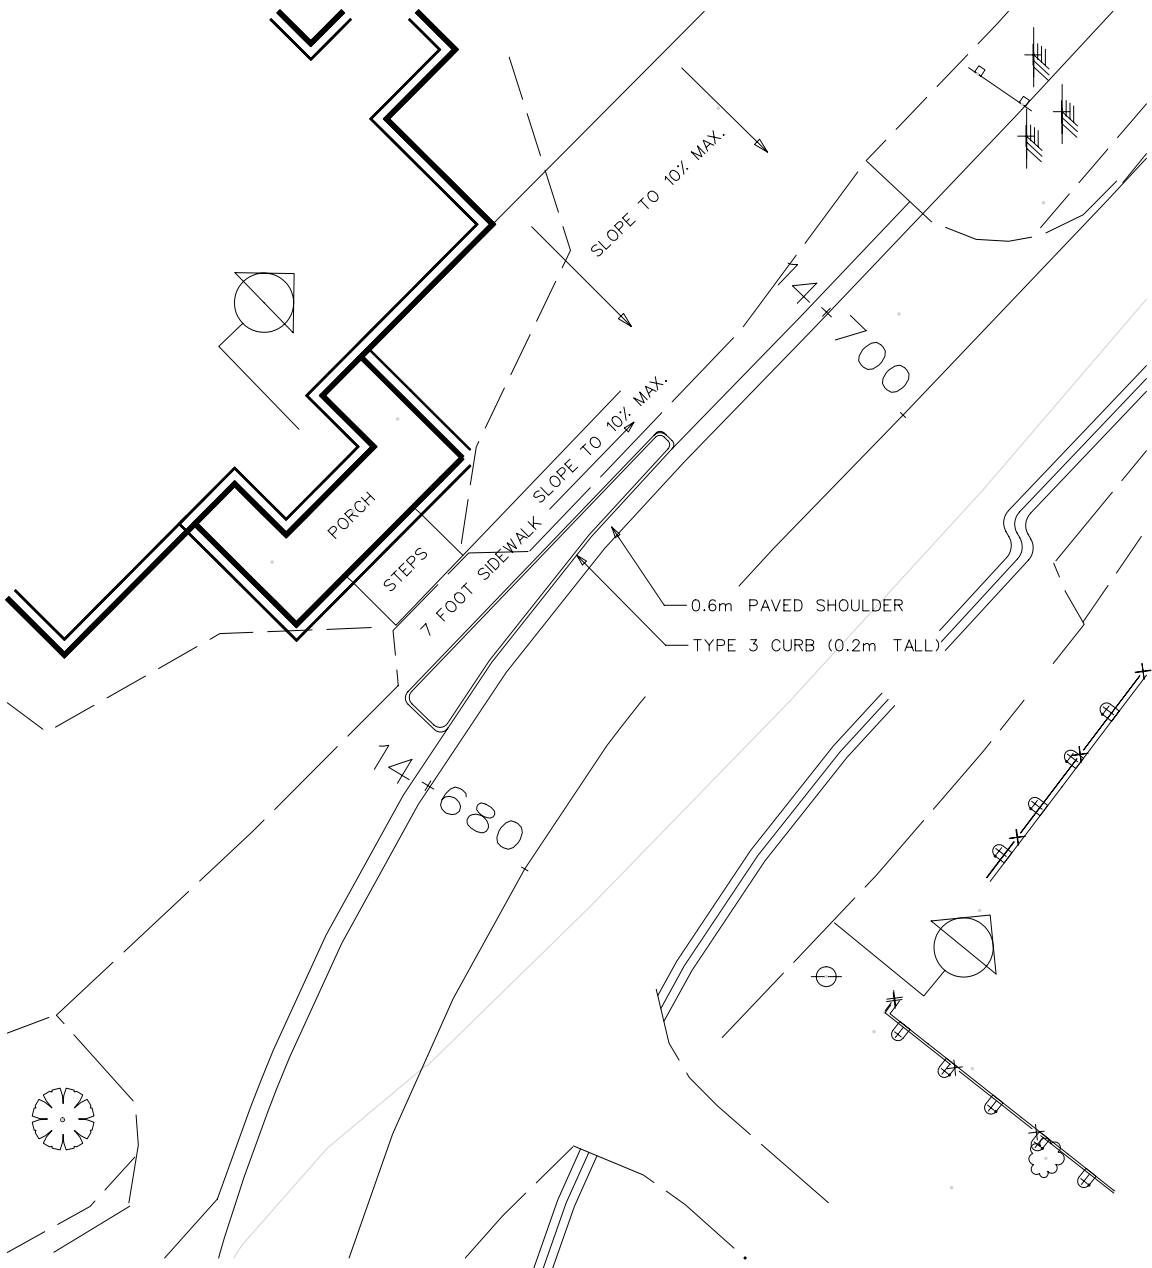 SLOPE TO 10% MAX.
14+700
SLOPE TO 10% MAX.
PORCH
7 FOOT SIDEWALK
STEPS
0.6m PAVED SHOULDER
TYPE 3 CURB (0.2m TALL)
14+680